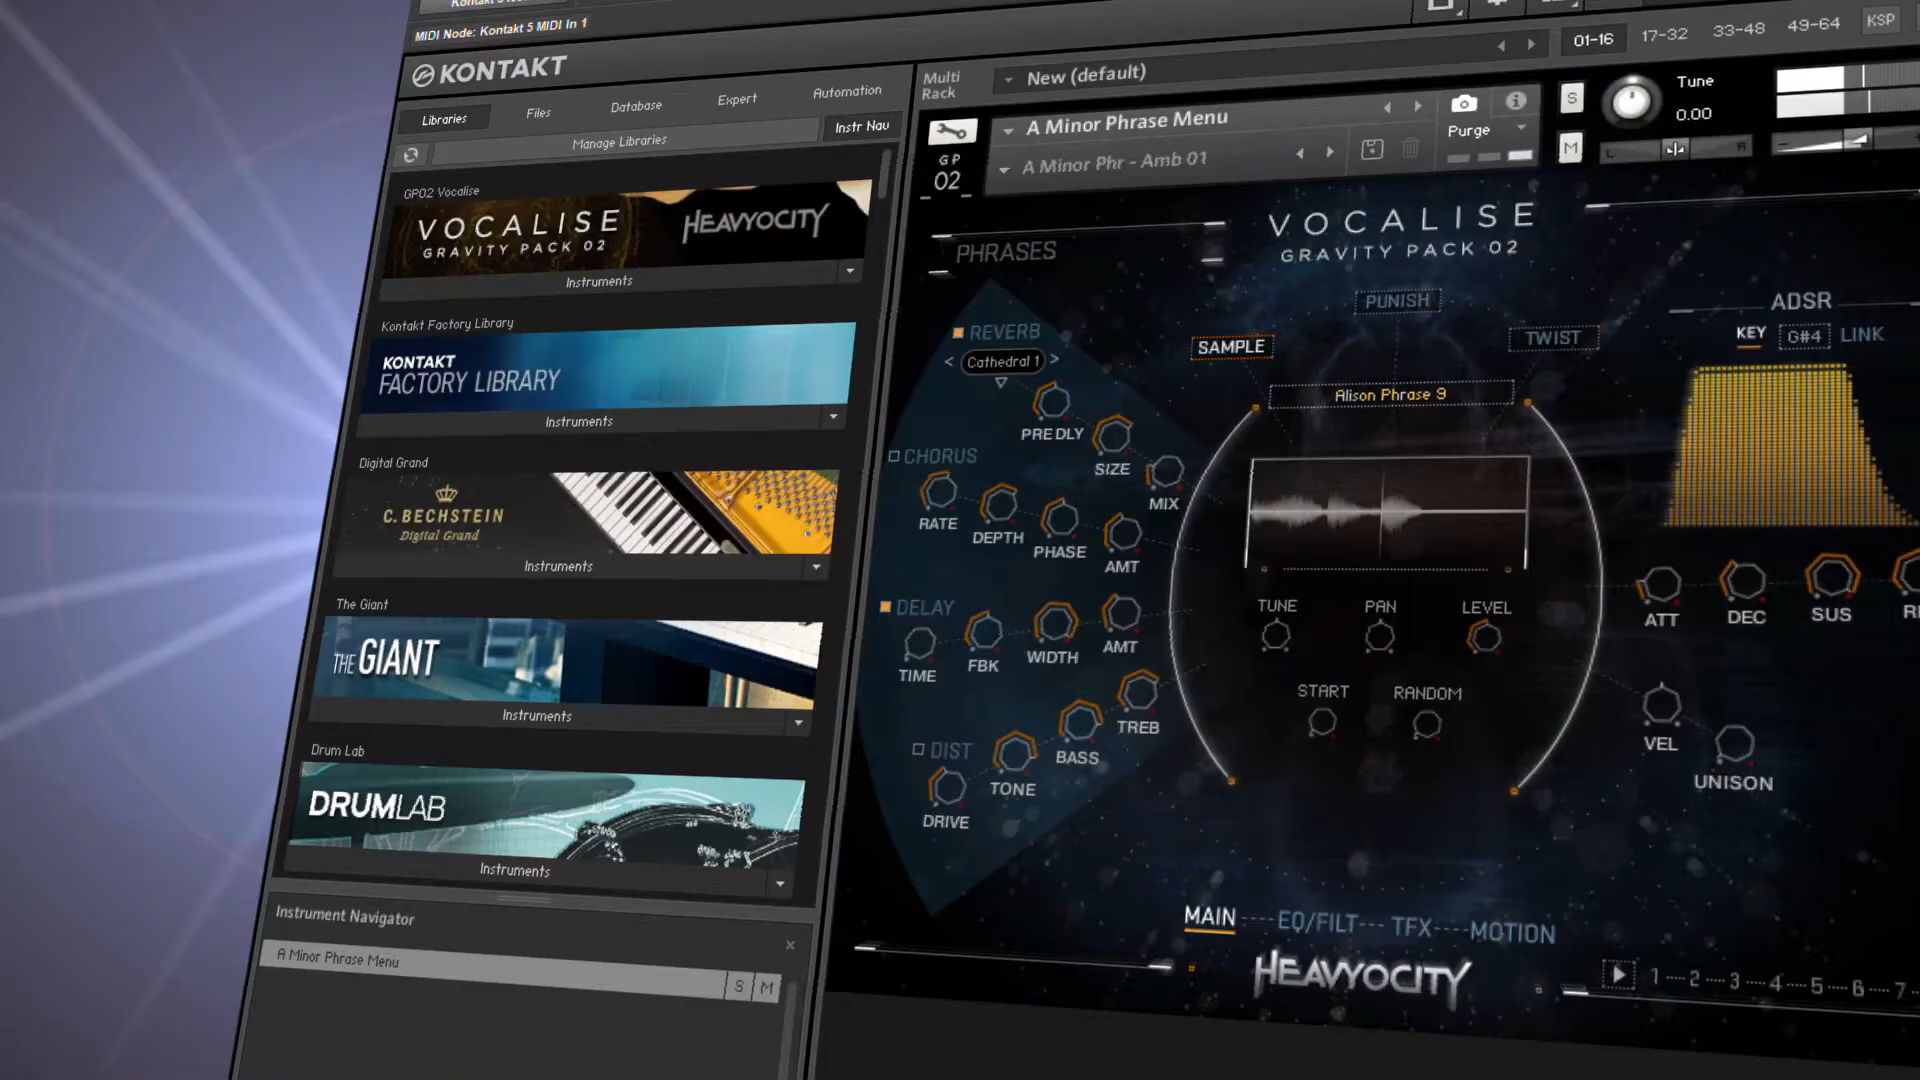 MIDI Node: Kontakt 5 MIDI In 1
KONTAKT
Libraries
Files
Database
Expert
Automation
Manage Libraries
Instr Nav
GP02 Vocalise
VOCALISE
GRAVITY PACK 02
HEAVYOCITY
Instruments
Kontakt Factory Library
KONTAKT
FACTORY LIBRARY
Instruments
Digital Grand
C. BECHSTEIN
Digital Grand
Instruments
The Giant
THE GIANT
Instruments
Drum Lab
DRUMLAB
Instruments
Instrument Navigator
A Minor Phrase Menu
S M
Multi
Rack
New (default)
01-16 17-32 33-48 49-64 KSP
GP
02
A Minor Phrase Menu
A Minor Phr - Amb 01
Purge
S
M
Tune
0.00
L R
VOCALISE
GRAVITY PACK 02
PHRASES
REVERB
Cathedral 1
PRE DLY
SIZE
MIX
CHORUS
RATE
DEPTH
PHASE
AMT
DELAY
TIME
FBK
WIDTH
AMT
DIST
DRIVE
TONE
BASS
TREB
SAMPLE
PUNISH
TWIST
Alison Phrase 9
TUNE
PAN
LEVEL
START
RANDOM
ADSR
KEY G#4 LINK
ATT
DEC
SUS
VEL
UNISON
MAIN EQ/FILT TFX MOTION
HEAVYOCITY
1 2 3 4 5 6 7